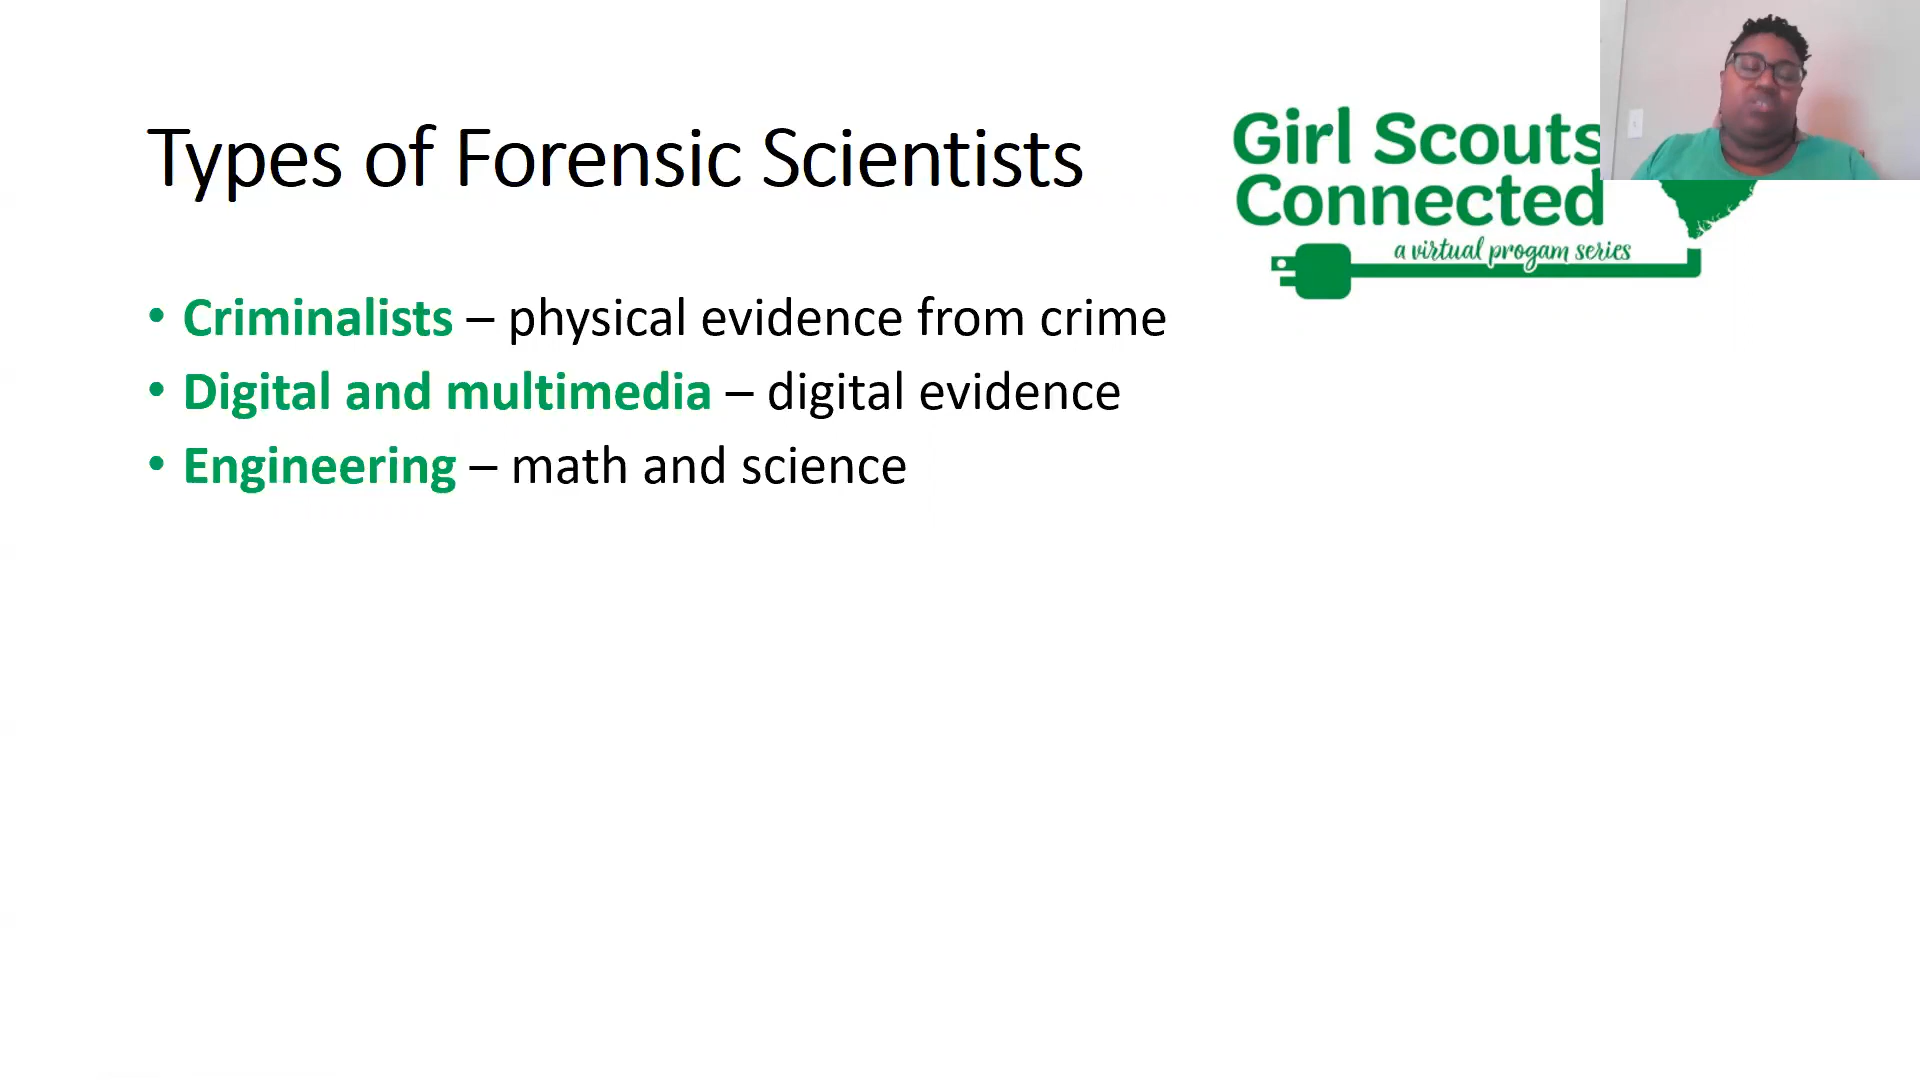 Types of Forensic Scientists
Girl Scouts
Connected
a virtual progam series
• Criminalists – physical evidence from crime
• Digital and multimedia – digital evidence
• Engineering – math and science